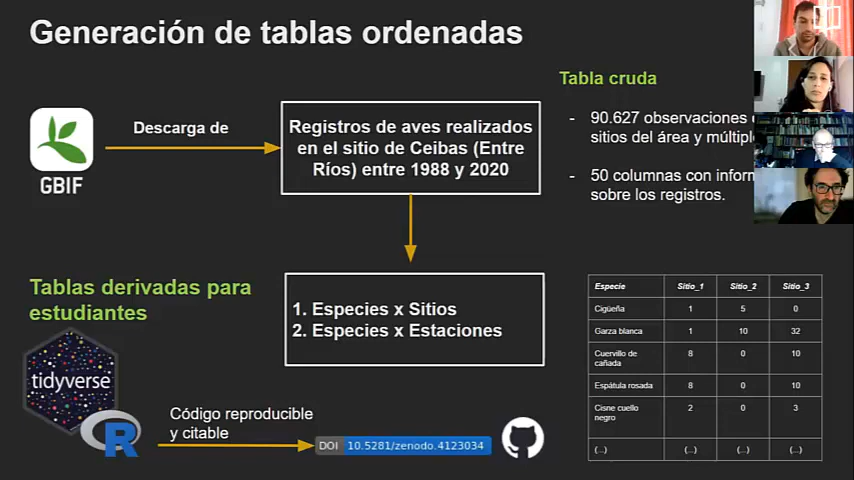 Generación de tablas ordenadas
Tabla cruda
GBIF
Descarga de
Registros de aves realizados
en el sitio de Ceibas (Entre
Ríos) entre 1988 y 2020
- 90.627 observaciones
sitios del área y
- 50 columnas con
sobre los registros.
Tablas derivadas para
estudiantes
1. Especies x Sitios
2. Especies x Estaciones
tidyverse
R
Código reproducible
y citable
DOI 10.5281/zenodo.4123034
Especie Sitio_1 Sitio_2 Sitio_3
Cigüeña 1 5 0
Garza blanca 1 10 32
Cuervillo de
cañada 8 0 10
Espátula rosada 8 0 10
Cisne cuello
negro 2 0 3
(...) (...) (...) (...)